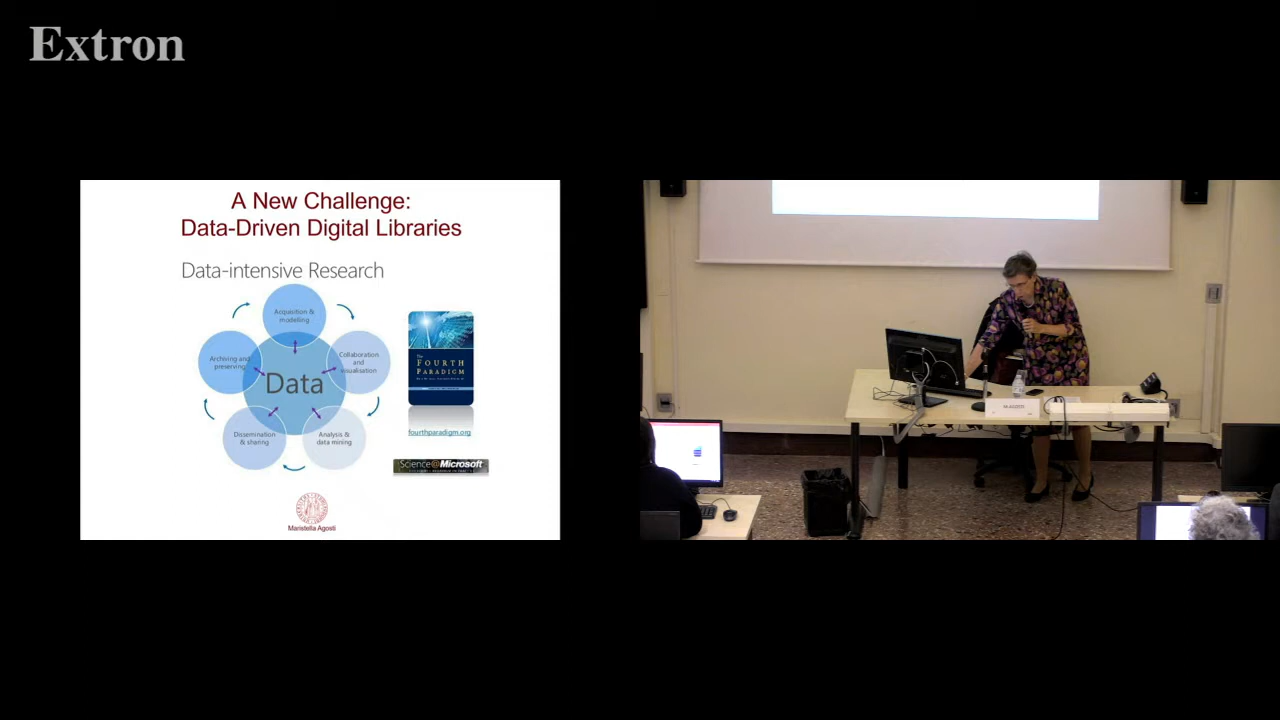 Extron
A New Challenge:
Data-Driven Digital Libraries
Data-intensive Research
Acquisition &
modelling
Archiving and
preserving
Collaboration
and
visualisation
Data
Dissemination
& sharing
Analysis &
data mining
The
FOURTH
PARADIGM
fourthparadigm.org
Science@Microsoft
Maristella Agosti
M.AGOSTI